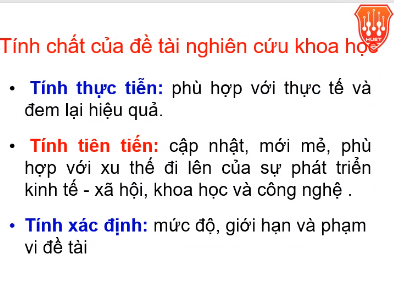 HUET
Tính chất của đề tài nghiên cứu khoa học
• Tính thực tiễn: phù hợp với thực tế và
đem lại hiệu quả.
• Tính tiên tiến: cập nhật, mới mẻ, phù
hợp với xu thế đi lên của sự phát triển
kinh tế - xã hội, khoa học và công nghệ .
• Tính xác định: mức độ, giới hạn và phạm
vi đề tài